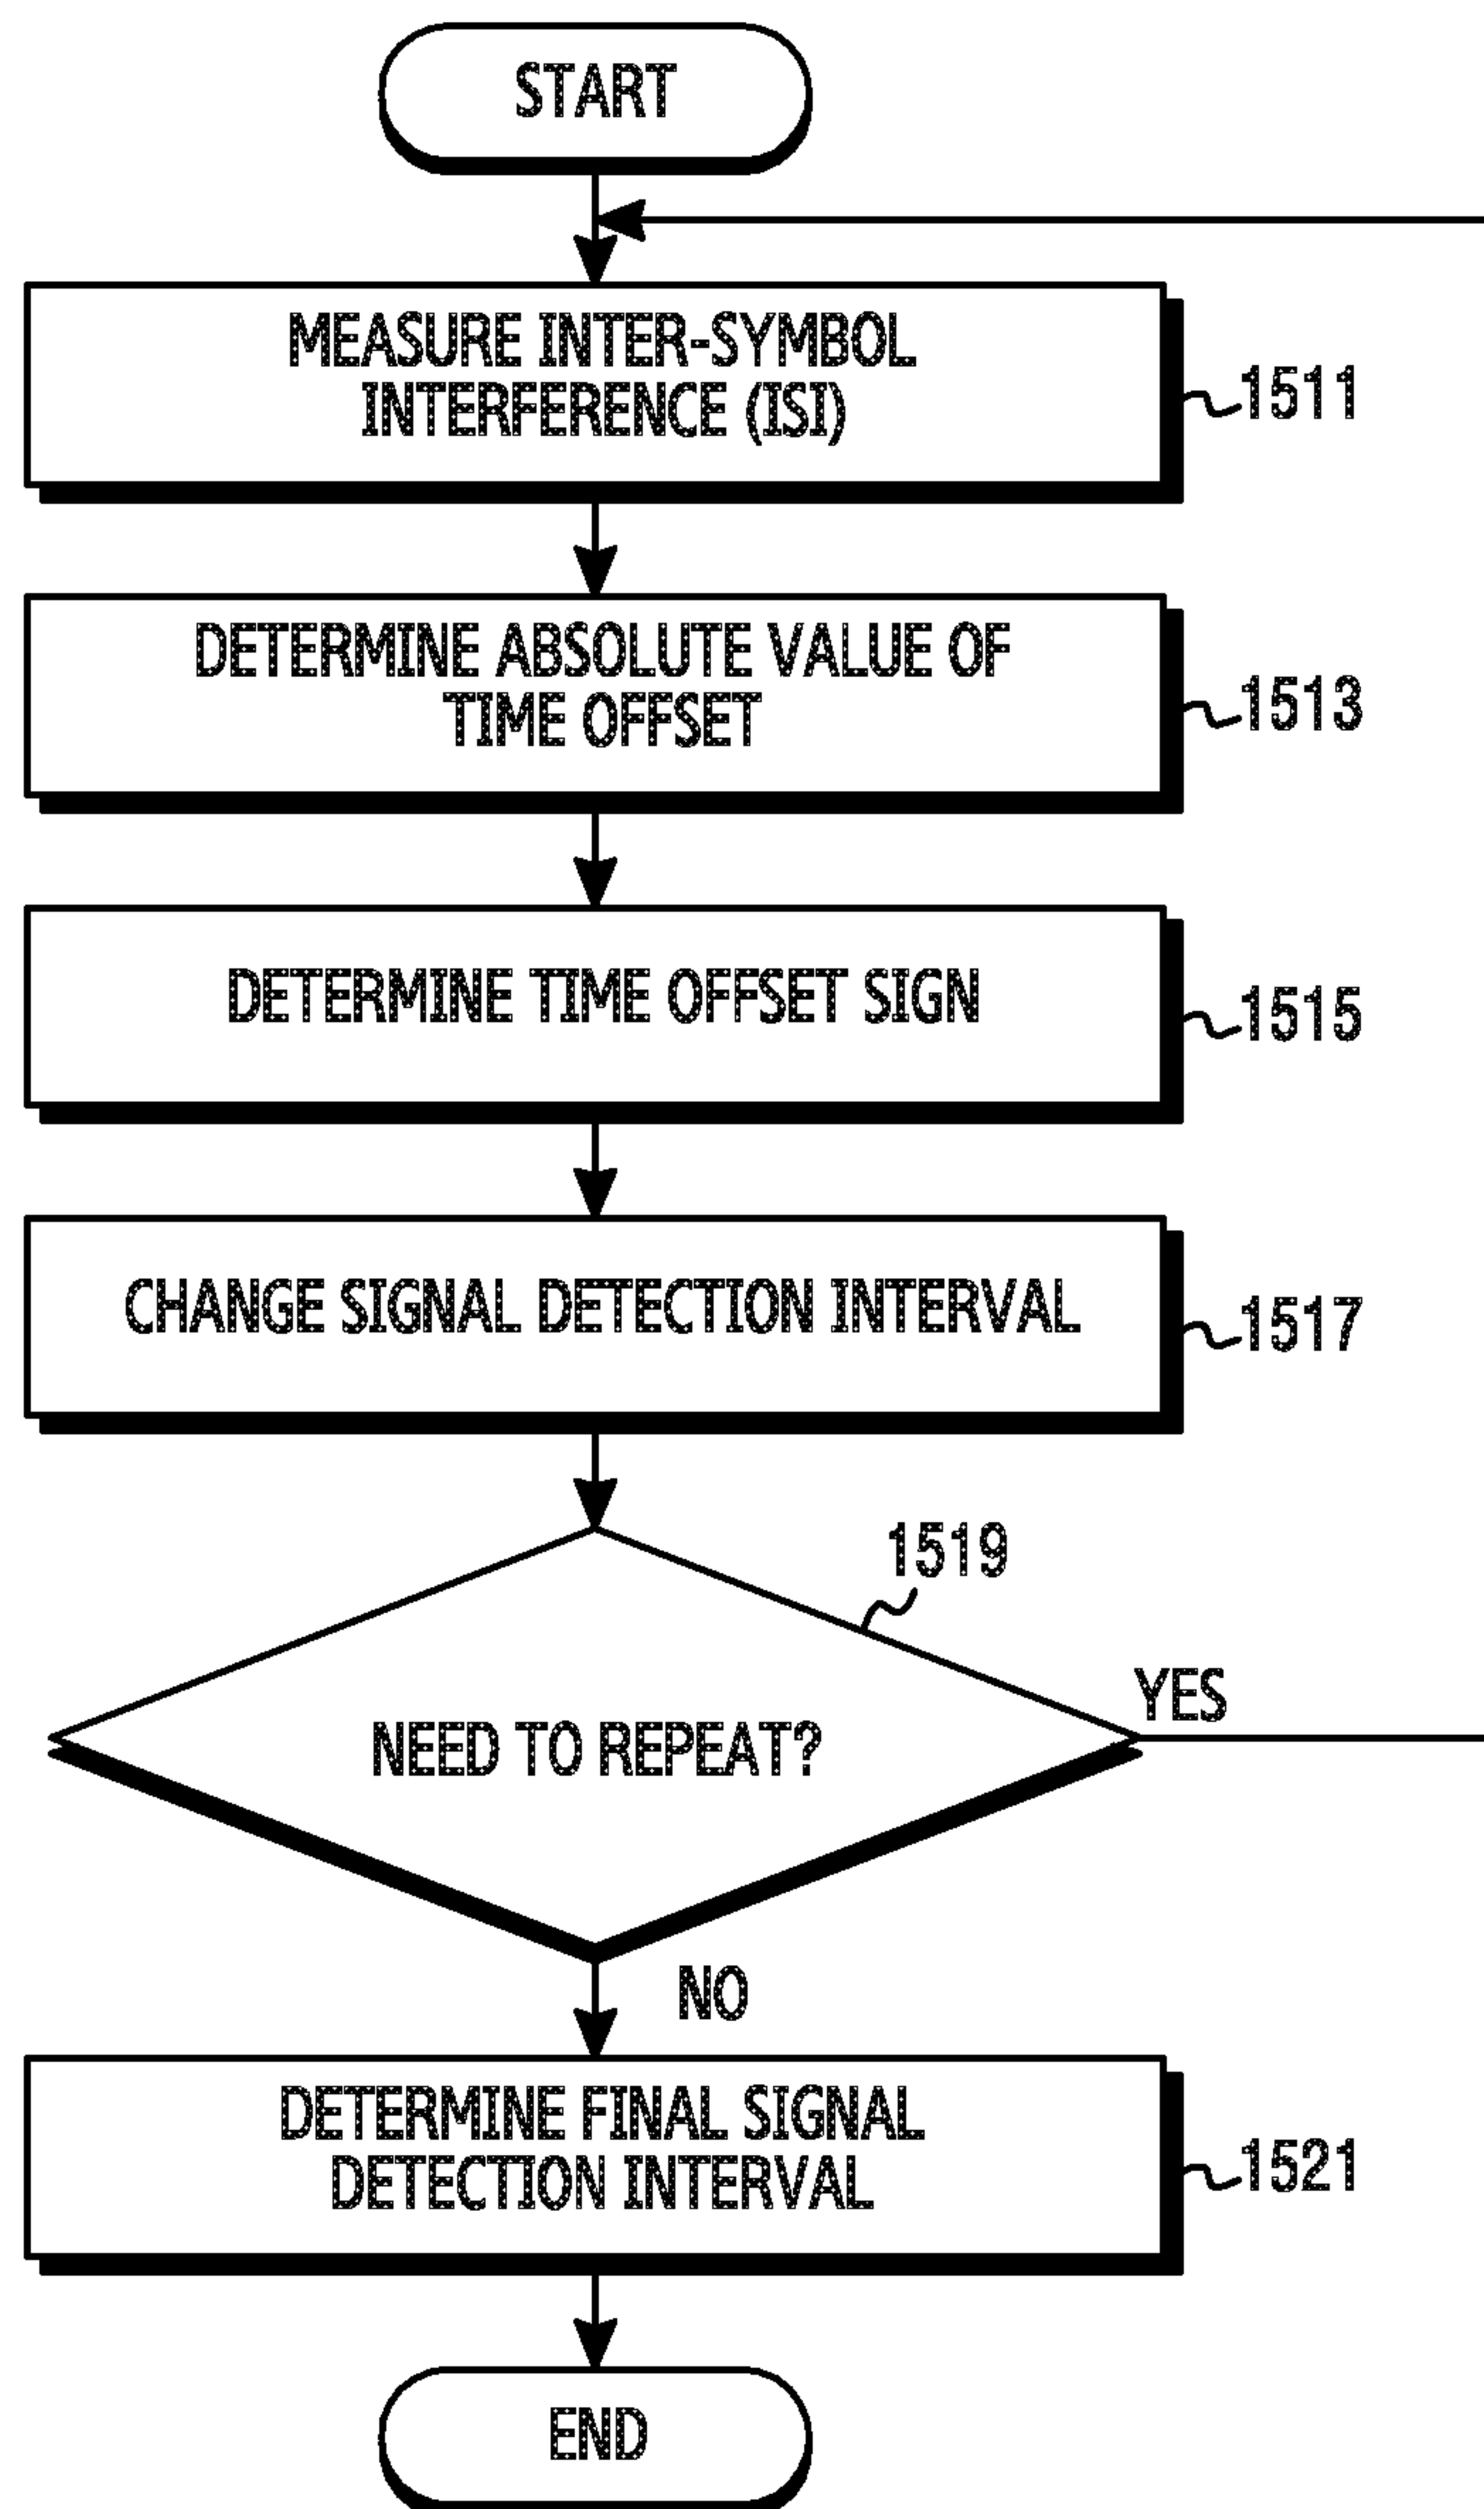 START
MEASURE INTER-SYMBOL
INTERFERENCE (ISI)
1511
DETERMINE ABSOLUTE VALUE OF
TIME OFFSET
1513
DETERMINE TIME OFFSET SIGN
1515
CHANGE SIGNAL DETECTION INTERVAL
1517
1519
NEED TO REPEAT?
YES
NO
DETERMINE FINAL SIGNAL
DETECTION INTERVAL
1521
END